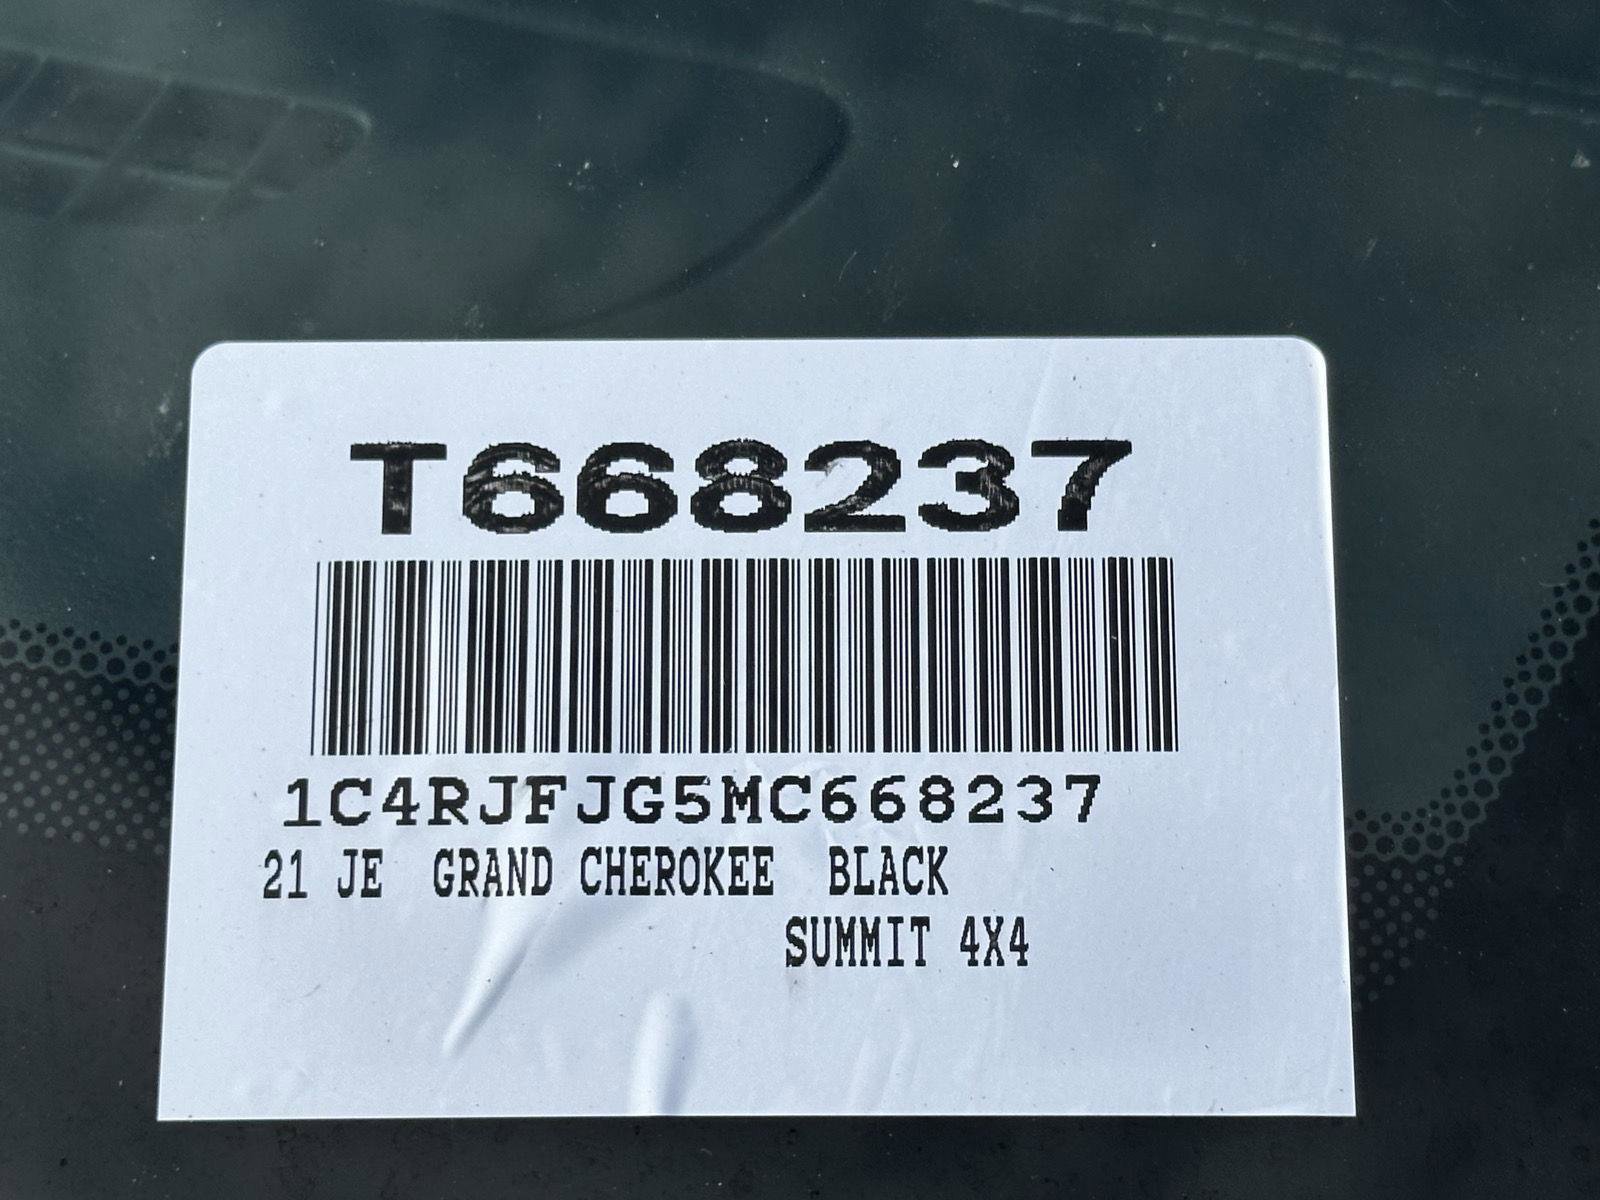 T668237
1C4RJFJG5MC668237
21 JE GRAND CHEROKEE BLACK
SUMMIT 4X4